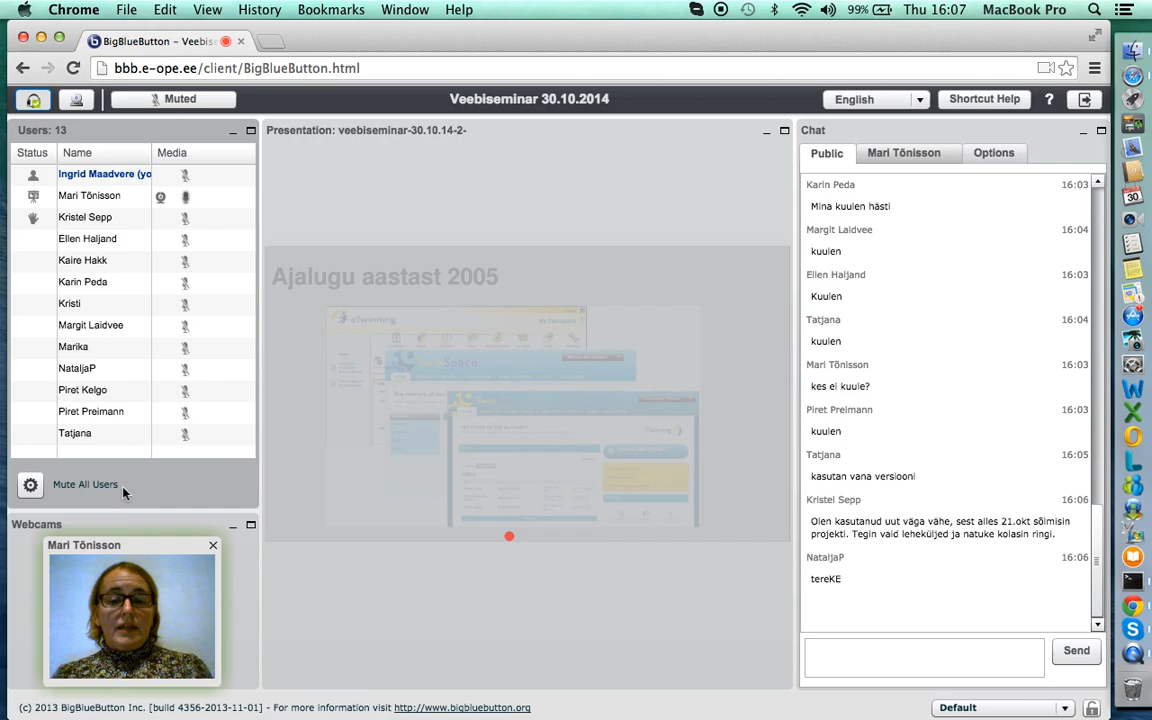 Chrome File Edit View History Bookmarks Window Help 99% Thu 16:07 MacBook Pro
BigBlueButton – Veebis
bbb.e-ope.ee/client/BigBlueButton.html
Muted Veebiseminar 30.10.2014 English Shortcut Help ?
Users: 13
Status Name Media
Ingrid Maadvere (yo
Mari Tõnisson
Kristel Sepp
Ellen Haljand
Kaire Hakk
Karin Peda
Kristi
Margit Laidvee
Marika
NataljaP
Piret Kelgo
Piret Preimann
Tatjana
Mute All Users
Webcams
Mari Tõnisson
Presentation: veebiseminar-30.10.14-2-
Ajalugu aastast 2005
eTwinning
Space
Chat
Public Mari Tõnisson Options
Karin Peda 16:03
Mina kuulen hästi
Margit Laidvee 16:04
kuulen
Ellen Haljand 16:03
Kuulen
Tatjana 16:04
kuulen
Mari Tõnisson 16:03
kes ei kuule?
Piret Preimann 16:03
kuulen
Tatjana 16:05
kasutan vana versiooni
Kristel Sepp 16:06
Olen kasutanud uut väga vähe, sest alles 21.okt sõlmisin
projekti. Tegin vaid leheküljed ja natuke kolasin ringi.
NataljaP 16:06
tereKE
Send
(c) 2013 BigBlueButton Inc. [build 4356-2013-11-01] - For more information visit http://www.bigbluebutton.org
Default
30